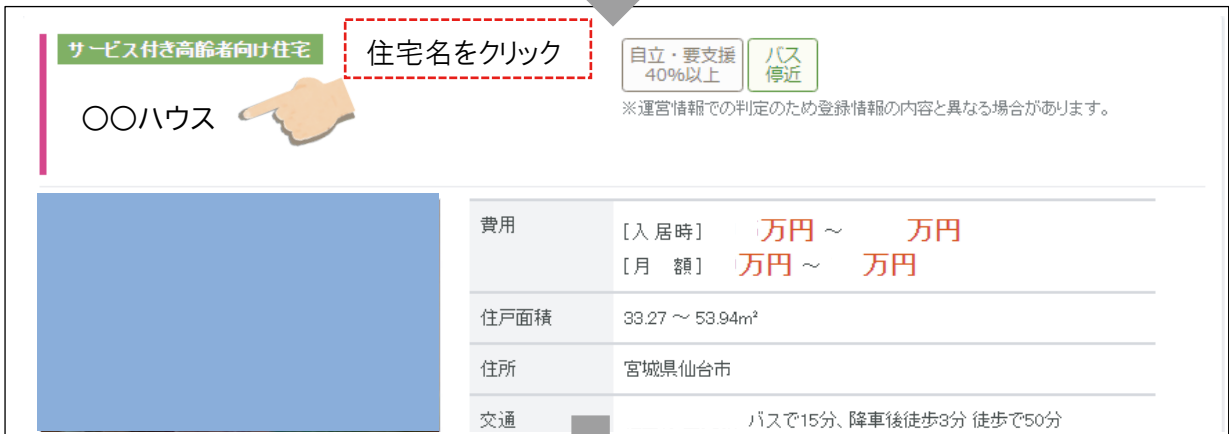 サービス付き高齢者向け住宅
住宅名をクリック
〇〇ハウス
自立・要支援
40%以上
バス
停近
※運営情報での判定のため登録情報の内容と異なる場合があります。
費用
[入居時] 万円 ~ 万円
[月 額] 万円 ~ 万円
住戸面積
33.27 ~ 53.94m²
住所
宮城県仙台市
交通
バスで15分、降車後徒歩3分 徒歩で50分